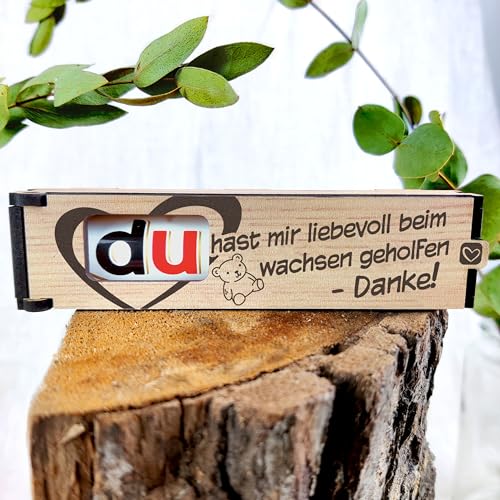 du hast mir liebevoll beim
wachsen geholfen
- Danke!